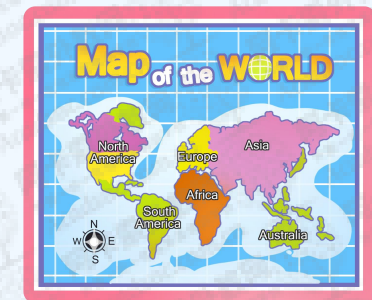 Map of the WORLD
North
America
Europe
Asia
Africa
South
America
Australia
N
W E
S